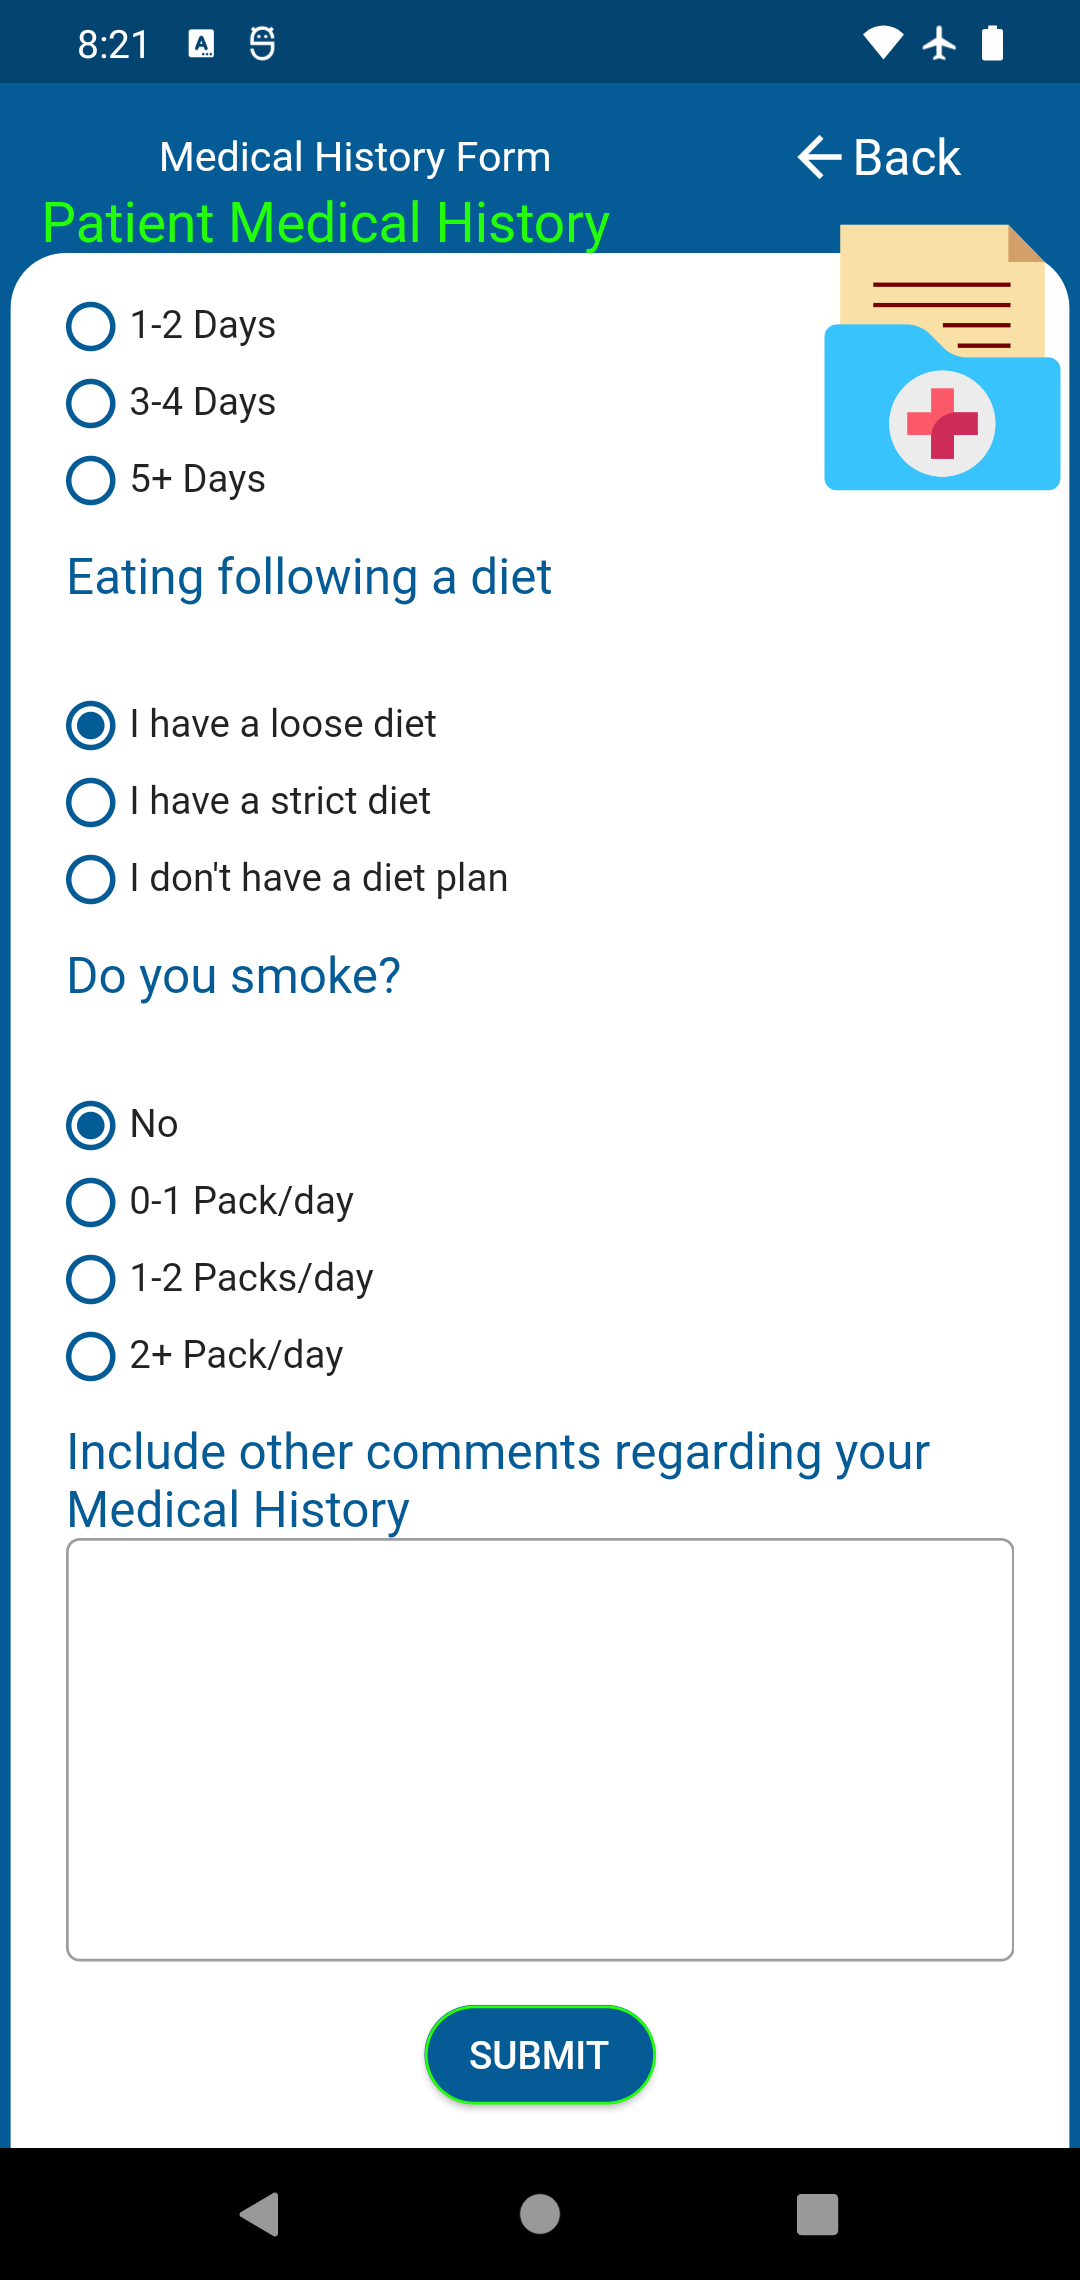 8:21
Medical History Form
Back
Patient Medical History
1-2 Days
3-4 Days
5+ Days
Eating following a diet
I have a loose diet
I have a strict diet
I don't have a diet plan
Do you smoke?
No
0-1 Pack/day
1-2 Packs/day
2+ Pack/day
Include other comments regarding your
Medical History
SUBMIT